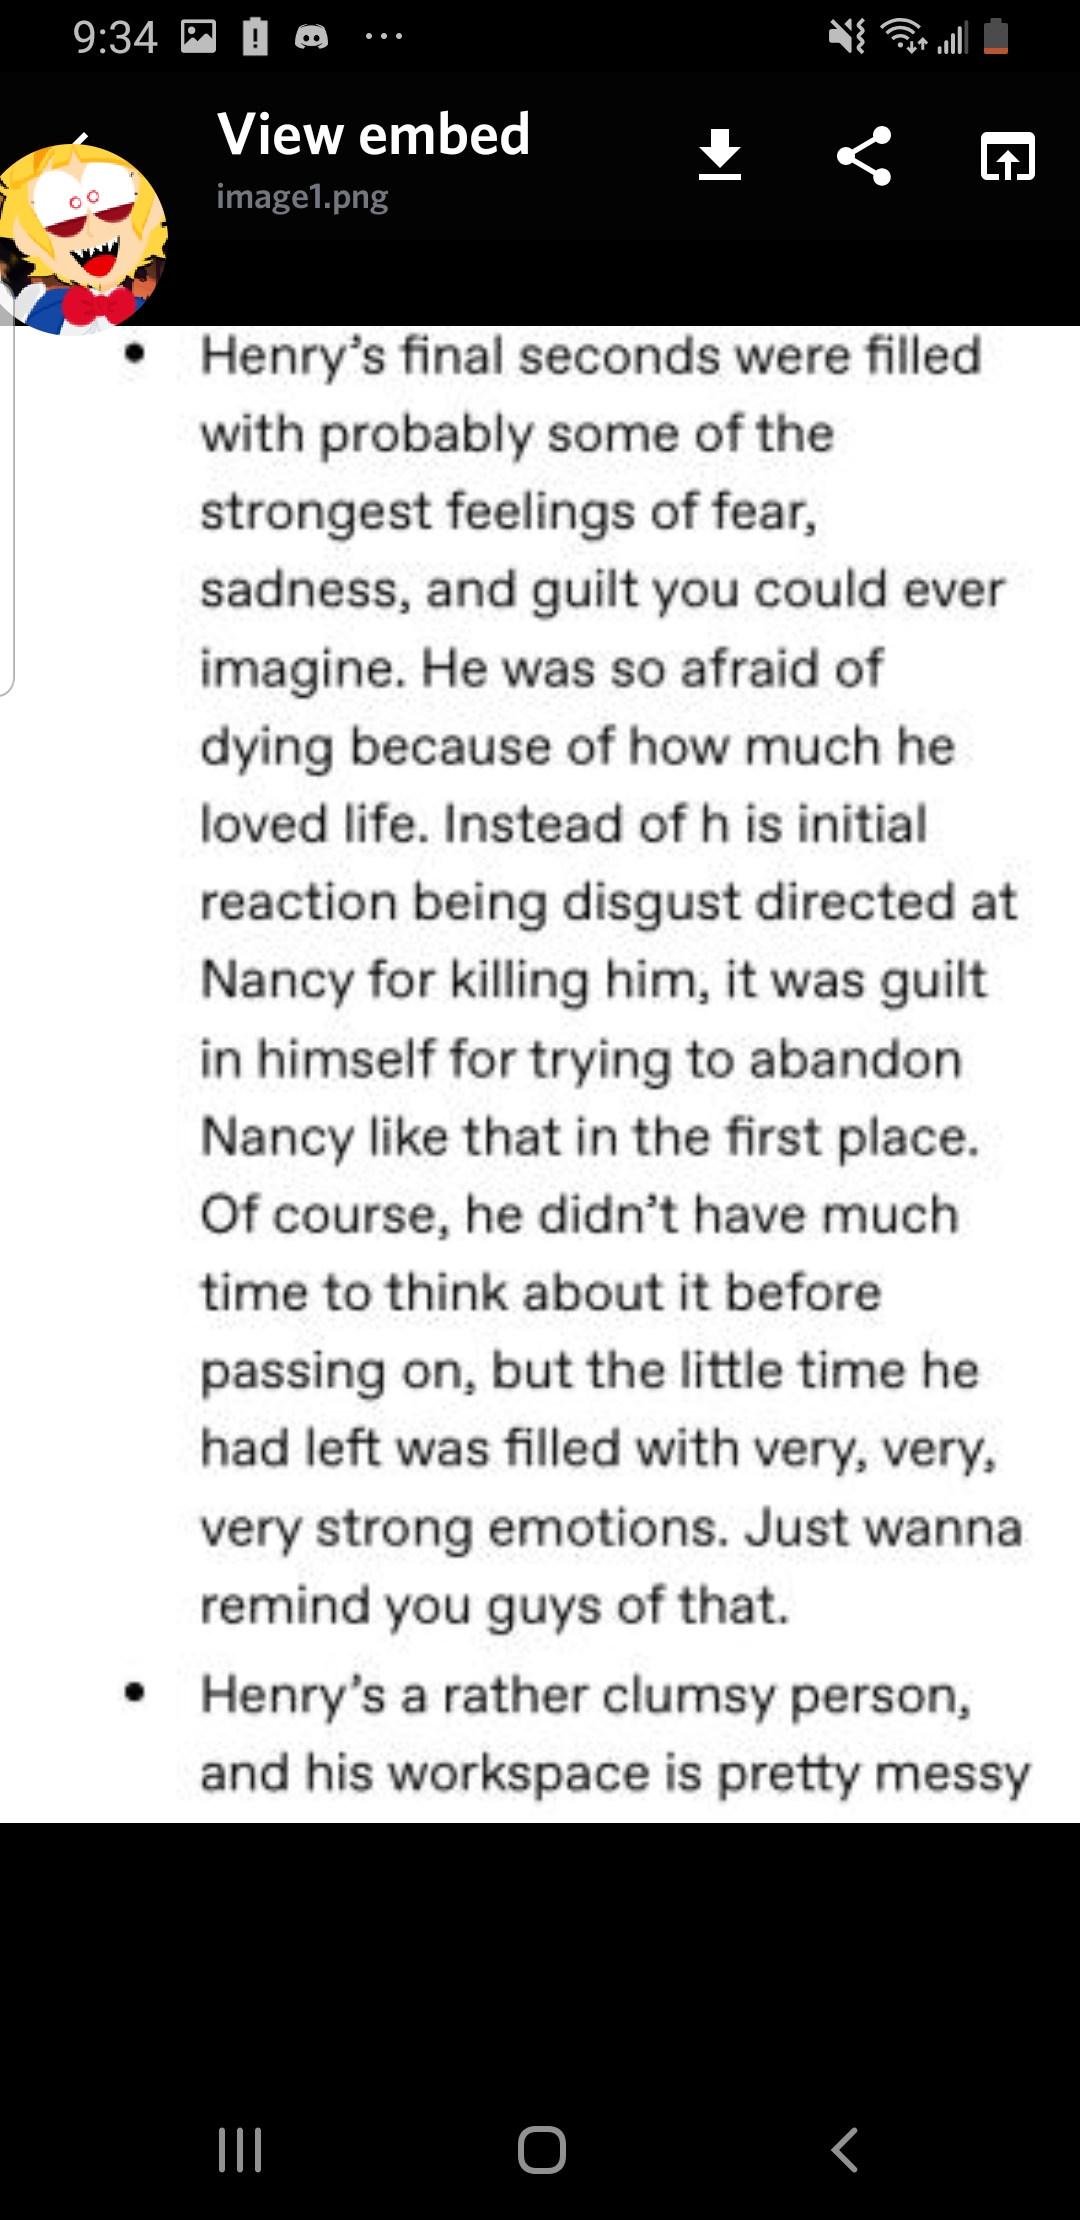 9:34
View embed
image1.png
• Henry's final seconds were filled
with probably some of the
strongest feelings of fear,
sadness, and guilt you could ever
imagine. He was so afraid of
dying because of how much he
loved life. Instead of h is initial
reaction being disgust directed at
Nancy for killing him, it was guilt
in himself for trying to abandon
Nancy like that in the first place.
Of course, he didn't have much
time to think about it before
passing on, but the little time he
had left was filled with very, very,
very strong emotions. Just wanna
remind you guys of that.
• Henry's a rather clumsy person,
and his workspace is pretty messy